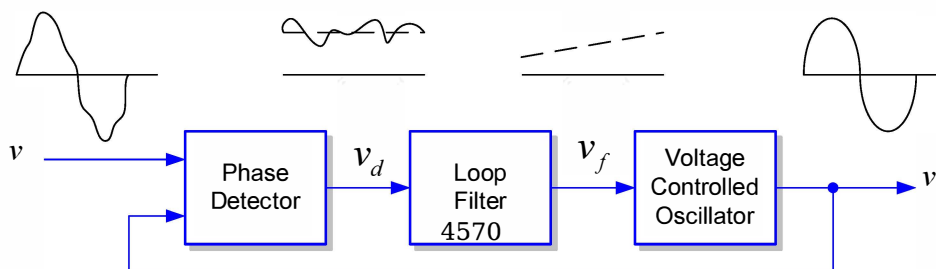 v
Phase
Detector
v_d
Loop
Filter
4570
v_f
Voltage
Controlled
Oscillator
v